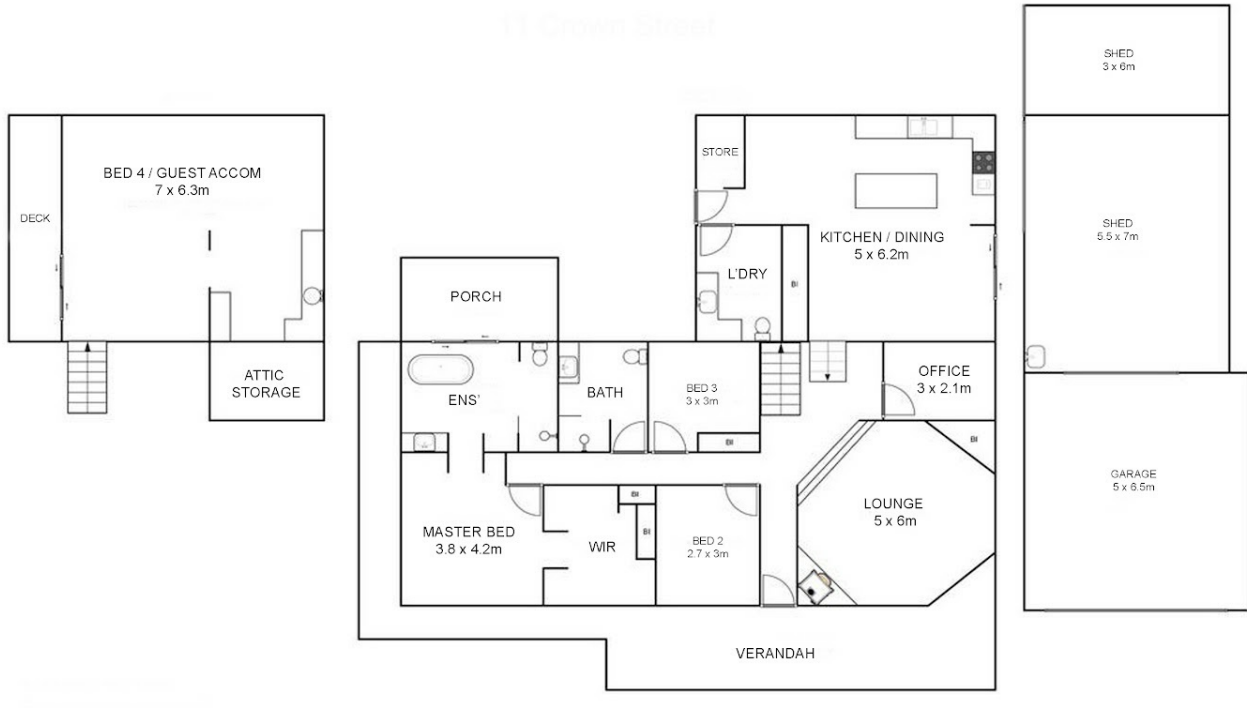 11 Crown Street
SHED
3 x 6m
BED 4 / GUEST ACCOM
7 x 6.3m
DECK
ATTIC
STORAGE
STORE
KITCHEN / DINING
5 x 6.2m
L'DRY
BI
SHED
5.5 x 7m
PORCH
ENS'
BATH
BED 3
3 x 3m
BI
OFFICE
3 x 2.1m
BI
LOUNGE
5 x 6m
GARAGE
5 x 6.5m
MASTER BED
3.8 x 4.2m
WIR
BI
BI
BED 2
2.7 x 3m
VERANDAH